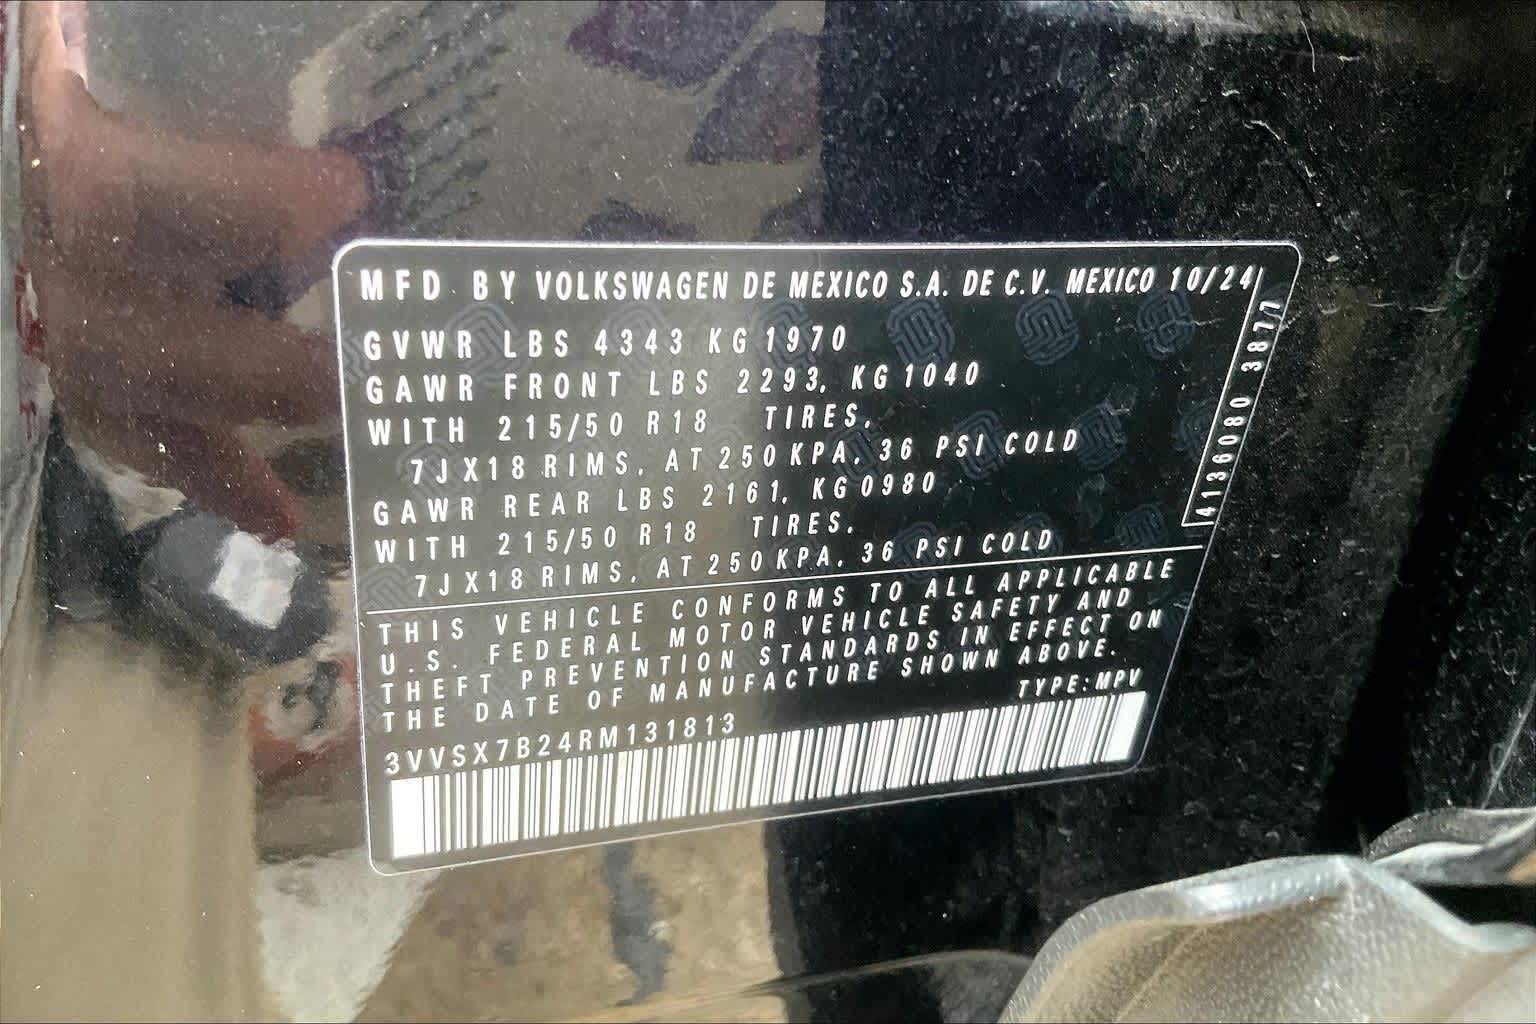 MFD BY VOLKSWAGEN DE MEXICO S.A. DE C.V. MEXICO 10/24
GVWR LBS 4343 KG 1970
GAWR FRONT LBS 2293, KG 1040
WITH 215/50 R18 TIRES,
7JX18 RIMS, AT 250 KPA, 36 PSI COLD
GAWR REAR LBS 2161, KG 0980
WITH 215/50 R18 TIRES,
7JX18 RIMS, AT 250 KPA, 36 PSI COLD
4136080 3877
THIS VEHICLE CONFORMS TO ALL APPLICABLE
U.S. FEDERAL MOTOR VEHICLE SAFETY AND
THEFT PREVENTION STANDARDS IN EFFECT ON
THE DATE OF MANUFACTURE SHOWN ABOVE.
TYPE:MPV
3VVSX7B24RM131813